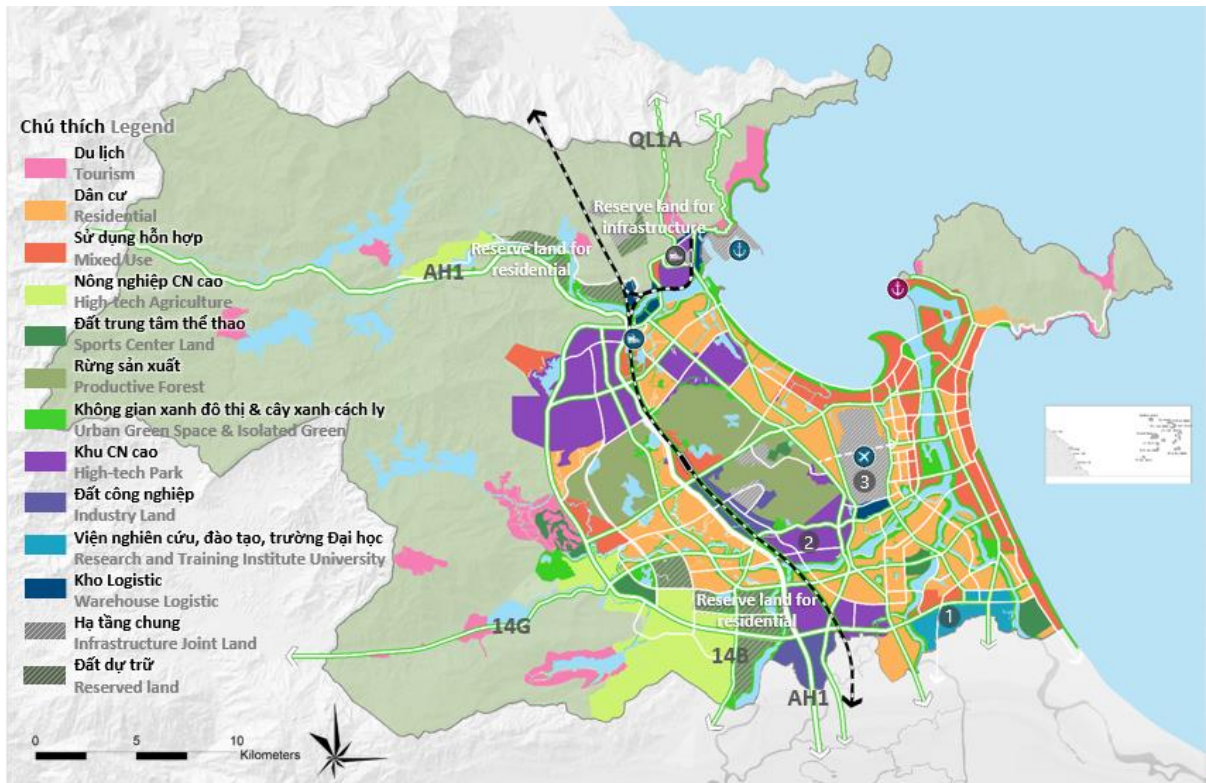 Chú thích Legend
Du lịch
Tourism
Dân cư
Residential
Sử dụng hỗn hợp
Mixed Use
Nông nghiệp CN cao
High-tech Agriculture
Đất trung tâm thể thao
Sports Center Land
Rừng sản xuất
Productive Forest
Không gian xanh đô thị & cây xanh cách ly
Urban Green Space & Isolated Green
Khu CN cao
High-tech Park
Đất công nghiệp
Industry Land
Viện nghiên cứu, đào tạo, trường Đại học
Research and Training Institute University
Kho Logistic
Warehouse Logistic
Hạ tầng chung
Infrastructure Joint Land
Đất dự trữ
Reserved land
0 5 10
Kilometers
QL1A
Reserve land for
infrastructure
Reserve land for
residential
AH1
3
2
Reserve land for
residential
1
14G
14B
AH1